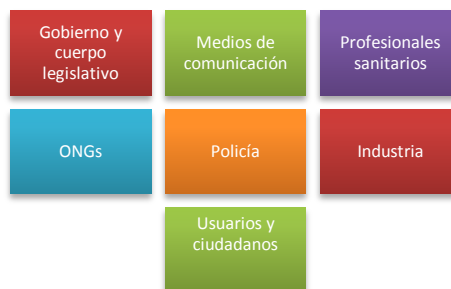 Gobierno y
cuerpo
legislativo
Medios de
comunicación
Profesionales
sanitarios
ONGs
Policía
Industria
Usuarios y
ciudadanos